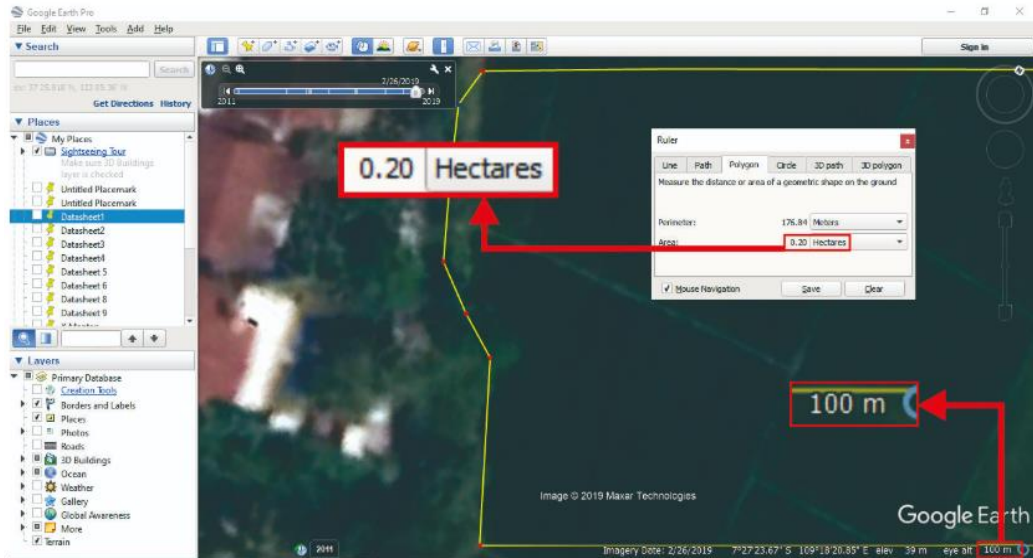 Google Earth Pro
File Edit View Tools Add Help
Search
Sign in
Search
Get Directions History
2/26/2019
2011 2019
Places
My Places
Sightseeing Tour
Make sure 3D Buildings
layer is checked
Untitled Placemark
Untitled Placemark
Datasheet1
Datasheet2
Datasheet3
Datasheet4
Datasheet 5
Datasheet 6
Datasheet 8
Datasheet 9
Layers
Primary Database
Creation Tools
Borders and Labels
Places
Photos
Roads
3D Buildings
Ocean
Weather
Gallery
Global Awareness
More
Terrain
0.20 Hectares
Ruler
Line Path Polygon Circle 3D path 3D polygon
Measure the distance or area of a geometric shape on the ground
Perimeter: 176.84 Meters
Area: 0.20 Hectares
Mouse Navigation Save Clear
100 m
Image © 2019 Maxar Technologies
Google Earth
2011
Imagery Date: 2/26/2019 7°27'23.67" S 109°18'20.85" E elev 39 m eye alt 100 m